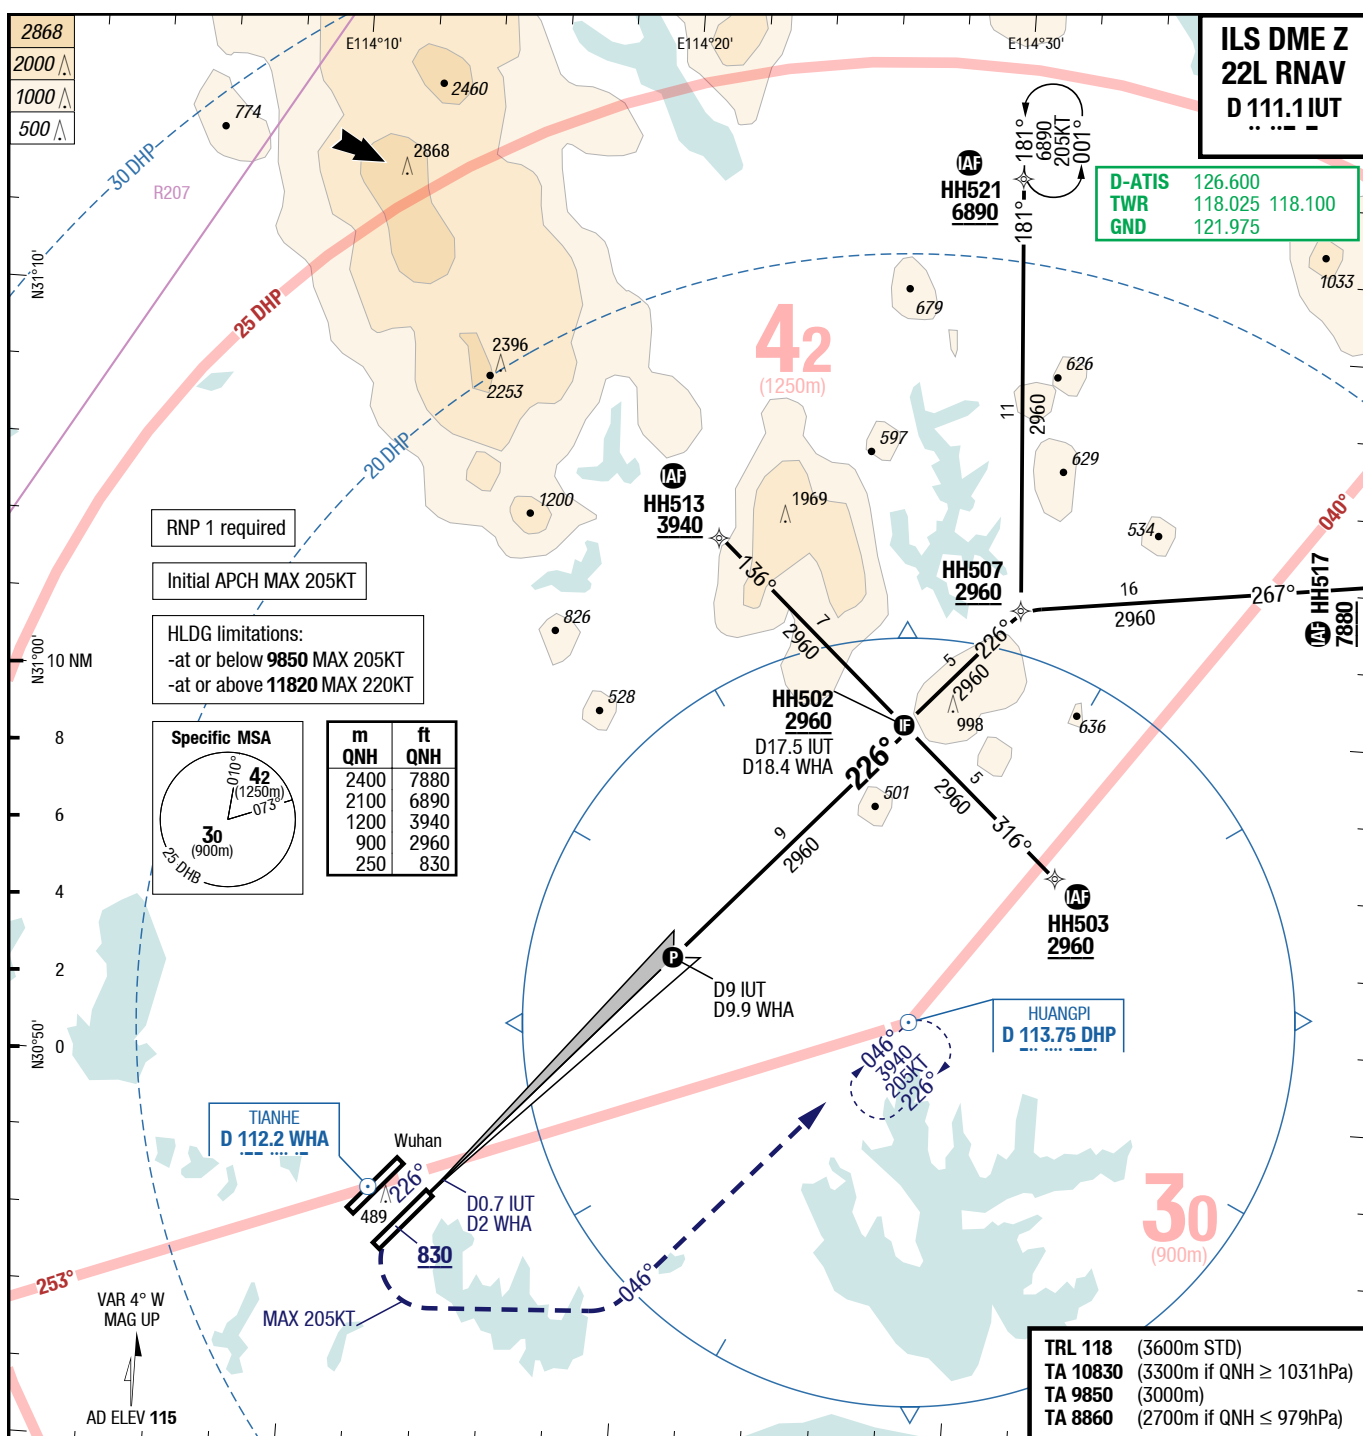 2868
2000
1000
500
E114°10'
E114°20'
E114°30'
ILS DME Z
22L RNAV
D 111.1 IUT
D-ATIS 126.600
TWR 118.025 118.100
GND 121.975
774
2460
2868
30 DHP
R207
25 DHP
N31°10'
181°
6890
205KT
001°
IAF
HH521
6890
181°
1033
679
42
(1250m)
2396
2253
626
11
2960
20 DHP
597
629
1200
IAF
HH513
3940
1969
534
040°
RNP 1 required
136°
HH507
2960
16
2960
267°
IAF HH517
7880
Initial APCH MAX 205KT
7
2960
226°
5
2960
826
HLDG limitations:
-at or below 9850 MAX 205KT
-at or above 11820 MAX 220KT
N31°00'
10 NM
8
6
4
2
0
528
HH502
2960
D17.5 IUT
D18.4 WHA
IF
998
636
226°
501
5
2960
316°
9
2960
Specific MSA
010°
42
(1250m)
073°
30
(900m)
25 DHB
m ft
QNH QNH
2400 7880
2100 6890
1200 3940
900 2960
250 830
IAF
HH503
2960
P
D9 IUT
D9.9 WHA
HUANGPI
D 113.75 DHP
N30°50'
046°
3940
205KT
226°
TIANHE
D 112.2 WHA
Wuhan
226°
489
D0.7 IUT
D2 WHA
830
30
(900m)
253°
046°
MAX 205KT
VAR 4° W
MAG UP
AD ELEV 115
TRL 118 (3600m STD)
TA 10830 (3300m if QNH ≥ 1031hPa)
TA 9850 (3000m)
TA 8860 (2700m if QNH ≤ 979hPa)